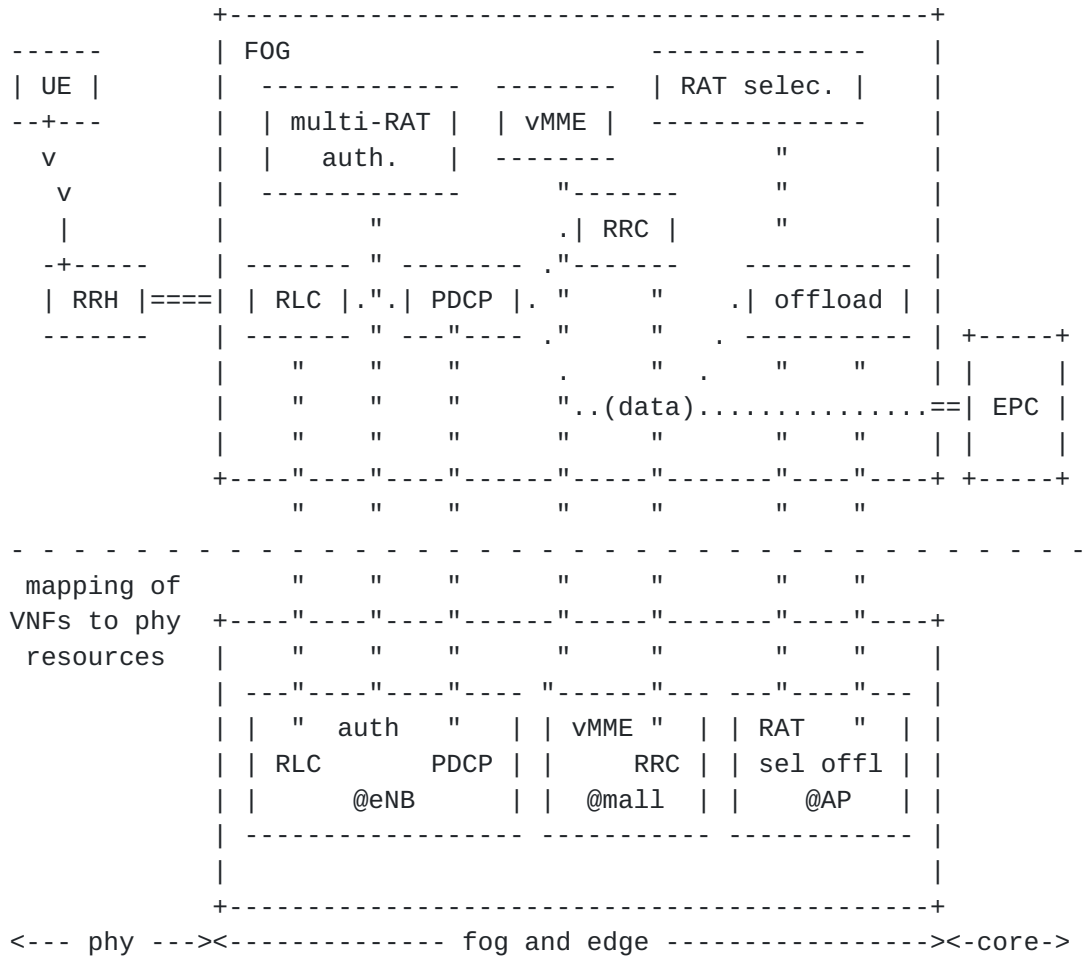 FOG
UE RAT selec.
multi-RAT vMME
auth.
RRC
RRH RLC PDCP offload
(data) EPC
mapping of
VNFs to phy
resources
auth vMME RAT
RLC PDCP RRC sel offl
@eNB @mall @AP
<--- phy ---><-------------- fog and edge -----------------><-core->